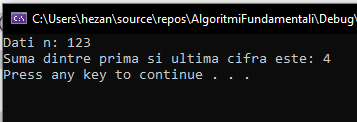 C:\Users\hezan\source\repos\AlgoritmiFundamentali\Debug\
Dati n: 123
Suma dintre prima si ultima cifra este: 4
Press any key to continue . . .